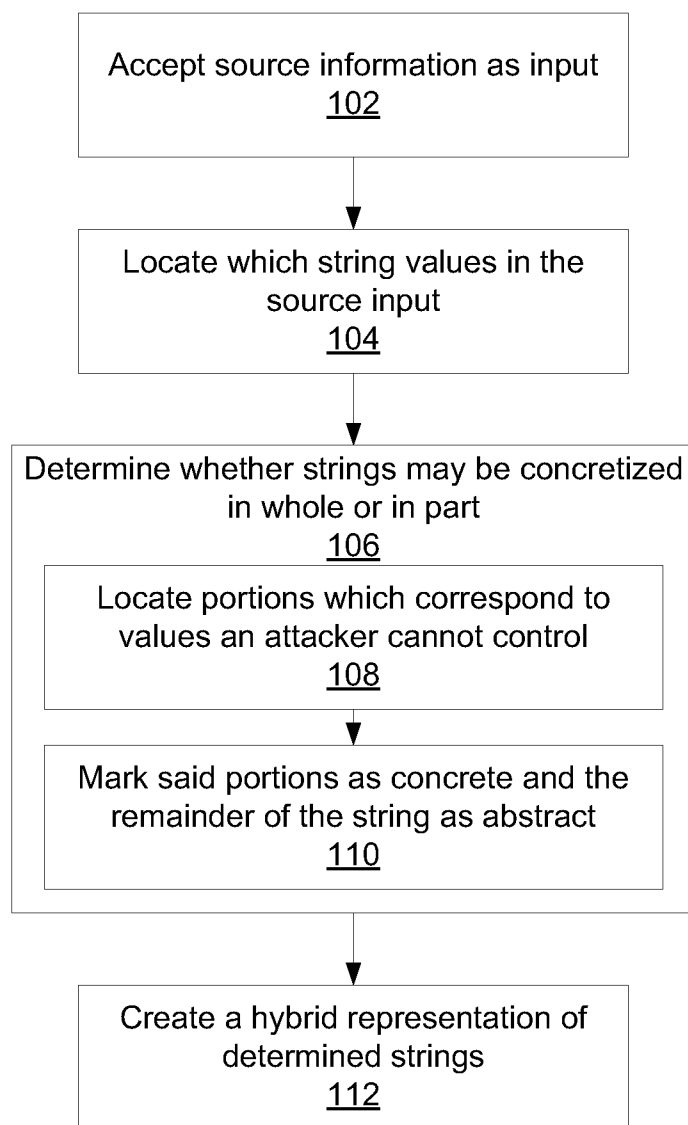 Accept source information as input
102
Locate which string values in the
source input
104
Determine whether strings may be concretized
in whole or in part
106
Locate portions which correspond to
values an attacker cannot control
108
Mark said portions as concrete and the
remainder of the string as abstract
110
Create a hybrid representation of
determined strings
112